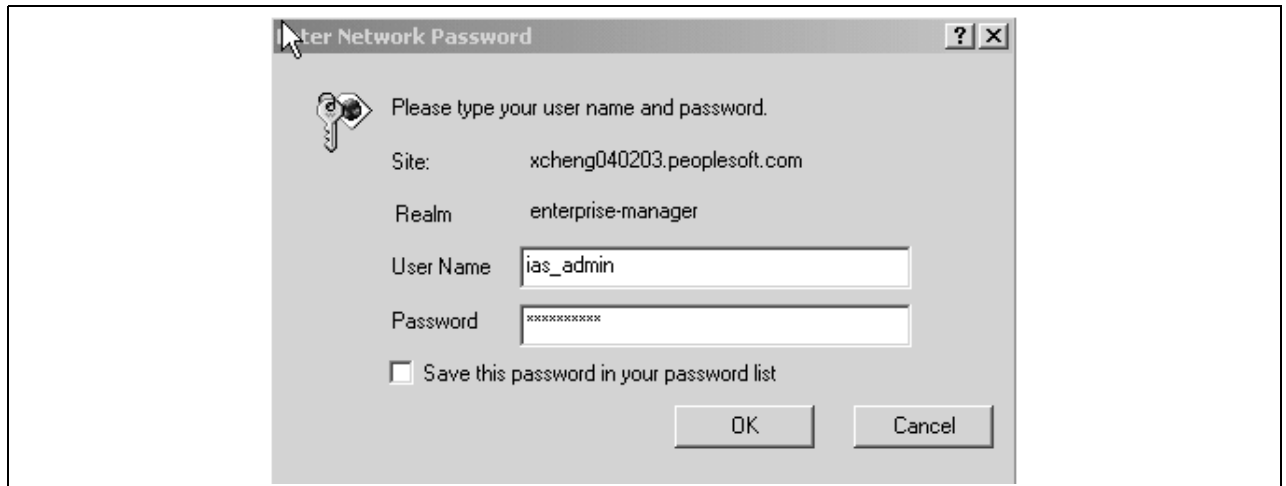 Enter Network Password
Please type your user name and password.
Site: xcheng040203.peoplesoft.com
Realm enterprise-manager
User Name ias_admin
Password **********
Save this password in your password list
OK Cancel